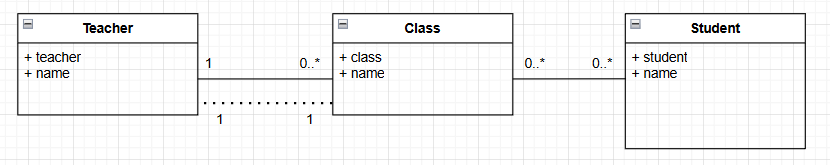 Teacher
+ teacher
+ name
1
0..*
1
1
Class
+ class
+ name
0..*
0..*
Student
+ student
+ name